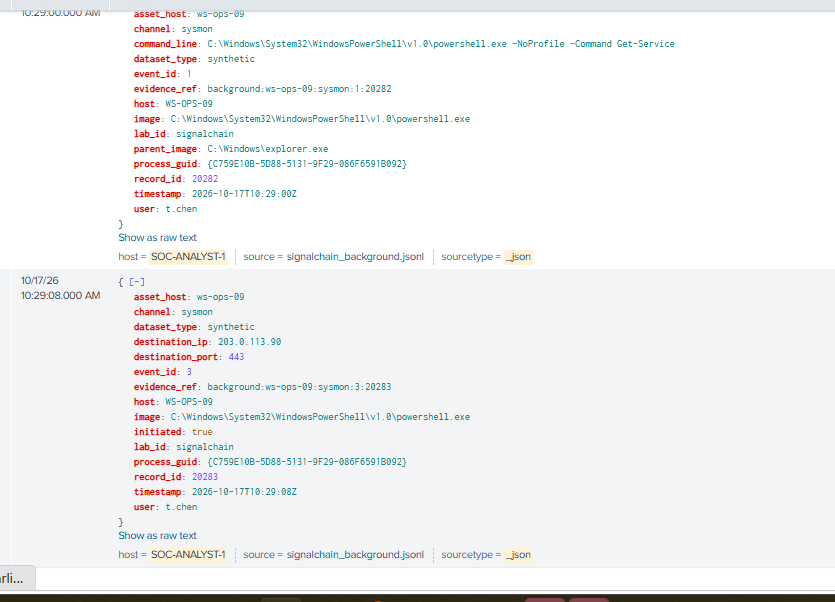 10:29:00.000 AM
asset_host: ws-ops-09
channel: sysmon
command_line: C:\Windows\System32\WindowsPowerShell\v1.0\powershell.exe -NoProfile -Command Get-Service
dataset_type: synthetic
event_id: 1
evidence_ref: background:ws-ops-09:sysmon:1:20282
host: WS-OPS-09
image: C:\Windows\System32\WindowsPowerShell\v1.0\powershell.exe
lab_id: signalchain
parent_image: C:\Windows\explorer.exe
process_guid: {C759E10B-5D88-5131-9F29-086F6591B092}
record_id: 20282
timestamp: 2026-10-17T10:29:00Z
user: t.chen
}
Show as raw text
host = SOC-ANALYST-1 source = signalchain_background.jsonl sourcetype = _json
10/17/26
10:29:08.000 AM
{ [-]
asset_host: ws-ops-09
channel: sysmon
dataset_type: synthetic
destination_ip: 203.0.113.90
destination_port: 443
event_id: 3
evidence_ref: background:ws-ops-09:sysmon:3:20283
host: WS-OPS-09
image: C:\Windows\System32\WindowsPowerShell\v1.0\powershell.exe
initiated: true
lab_id: signalchain
process_guid: {C759E10B-5D88-5131-9F29-086F6591B092}
record_id: 20283
timestamp: 2026-10-17T10:29:08Z
user: t.chen
}
Show as raw text
host = SOC-ANALYST-1 source = signalchain_background.jsonl sourcetype = _json
rli...